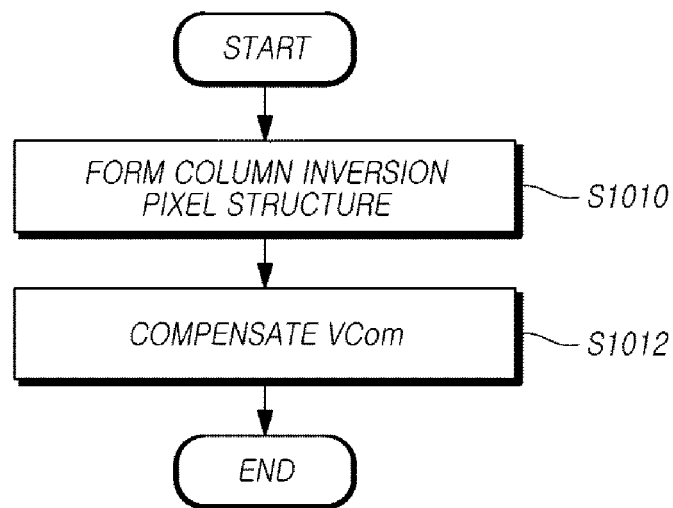 START
FORM COLUMN INVERSION
PIXEL STRUCTURE
S1010
COMPENSATE VCom
S1012
END